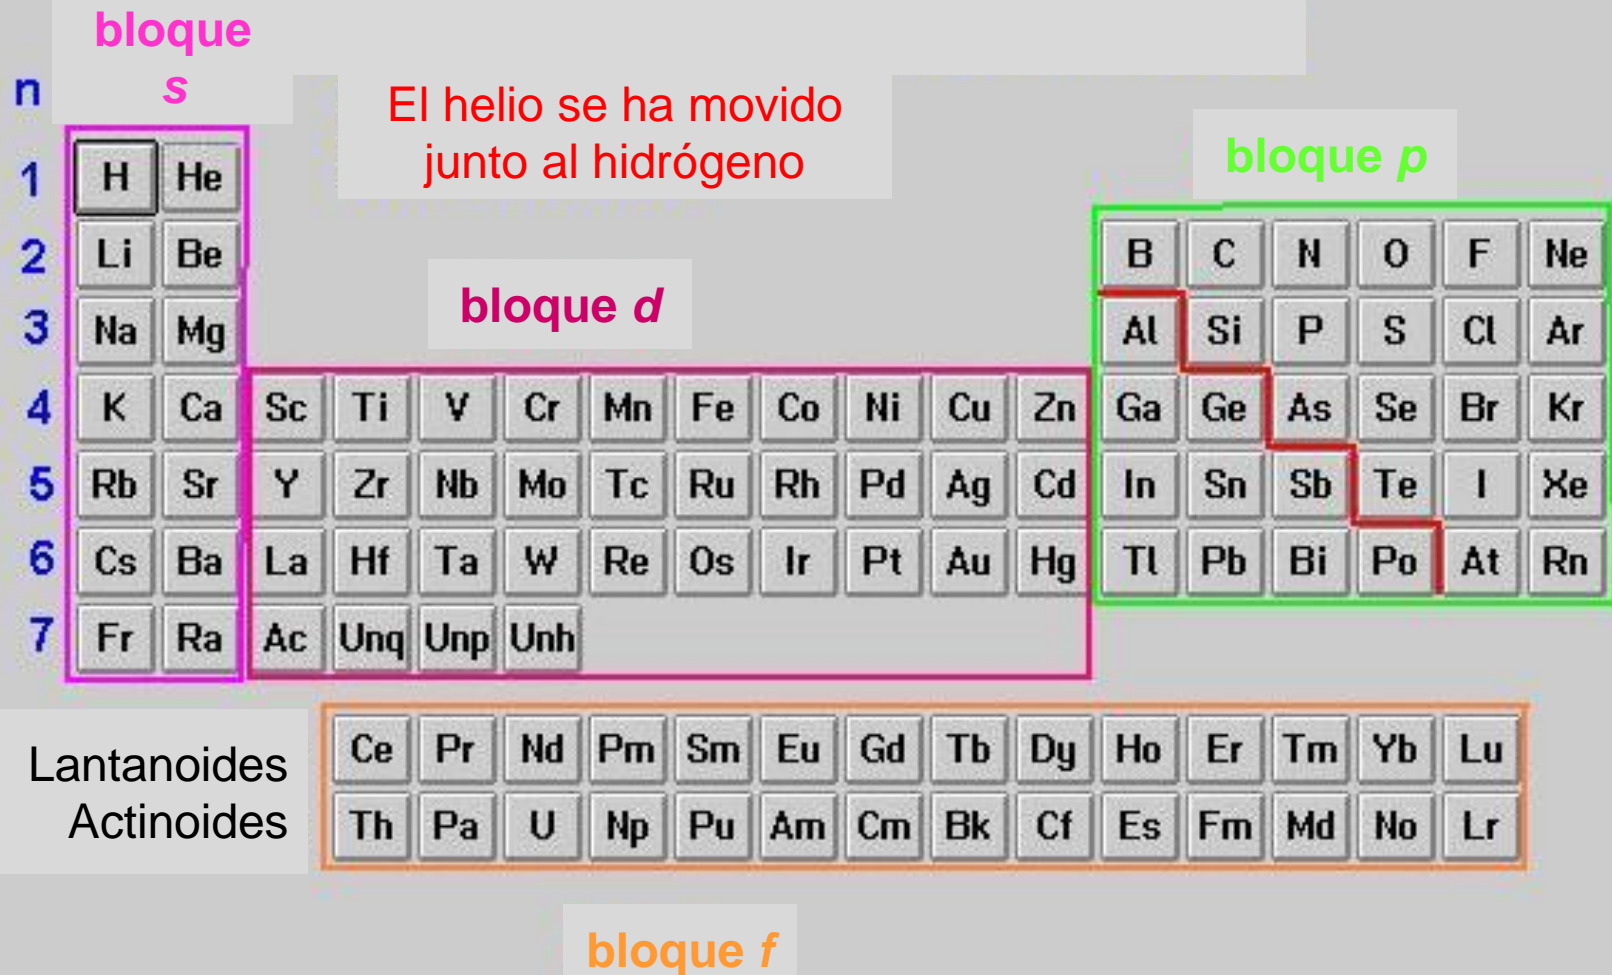 bloque
s
n
El helio se ha movido
junto al hidrógeno
bloque p
1 H He
2 Li Be B C N O F Ne
bloque d
3 Na Mg Al Si P S Cl Ar
4 K Ca Sc Ti V Cr Mn Fe Co Ni Cu Zn Ga Ge As Se Br Kr
5 Rb Sr Y Zr Nb Mo Tc Ru Rh Pd Ag Cd In Sn Sb Te I Xe
6 Cs Ba La Hf Ta W Re Os Ir Pt Au Hg Tl Pb Bi Po At Rn
7 Fr Ra Ac Unq Unp Unh
Lantanoides Ce Pr Nd Pm Sm Eu Gd Tb Dy Ho Er Tm Yb Lu
Actinoides Th Pa U Np Pu Am Cm Bk Cf Es Fm Md No Lr
bloque f